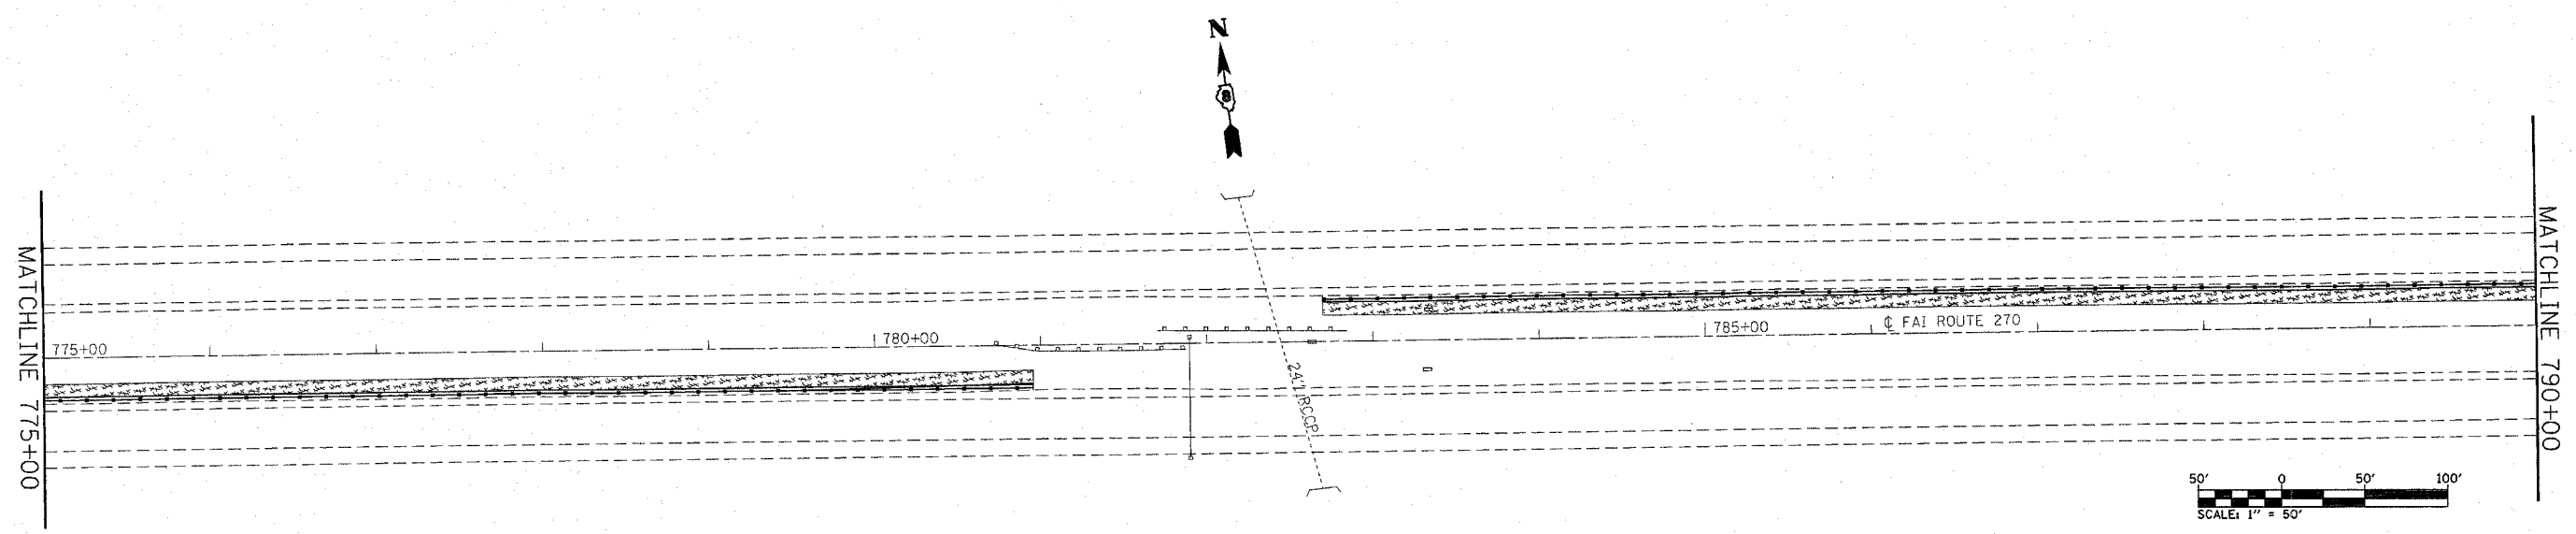 N
8
MATCHLINE 775+00
775+00
780+00
785+00
℄ FAI ROUTE 270
24" RCCP
MATCHLINE 790+00
50' 0 50' 100'
SCALE: 1" = 50'